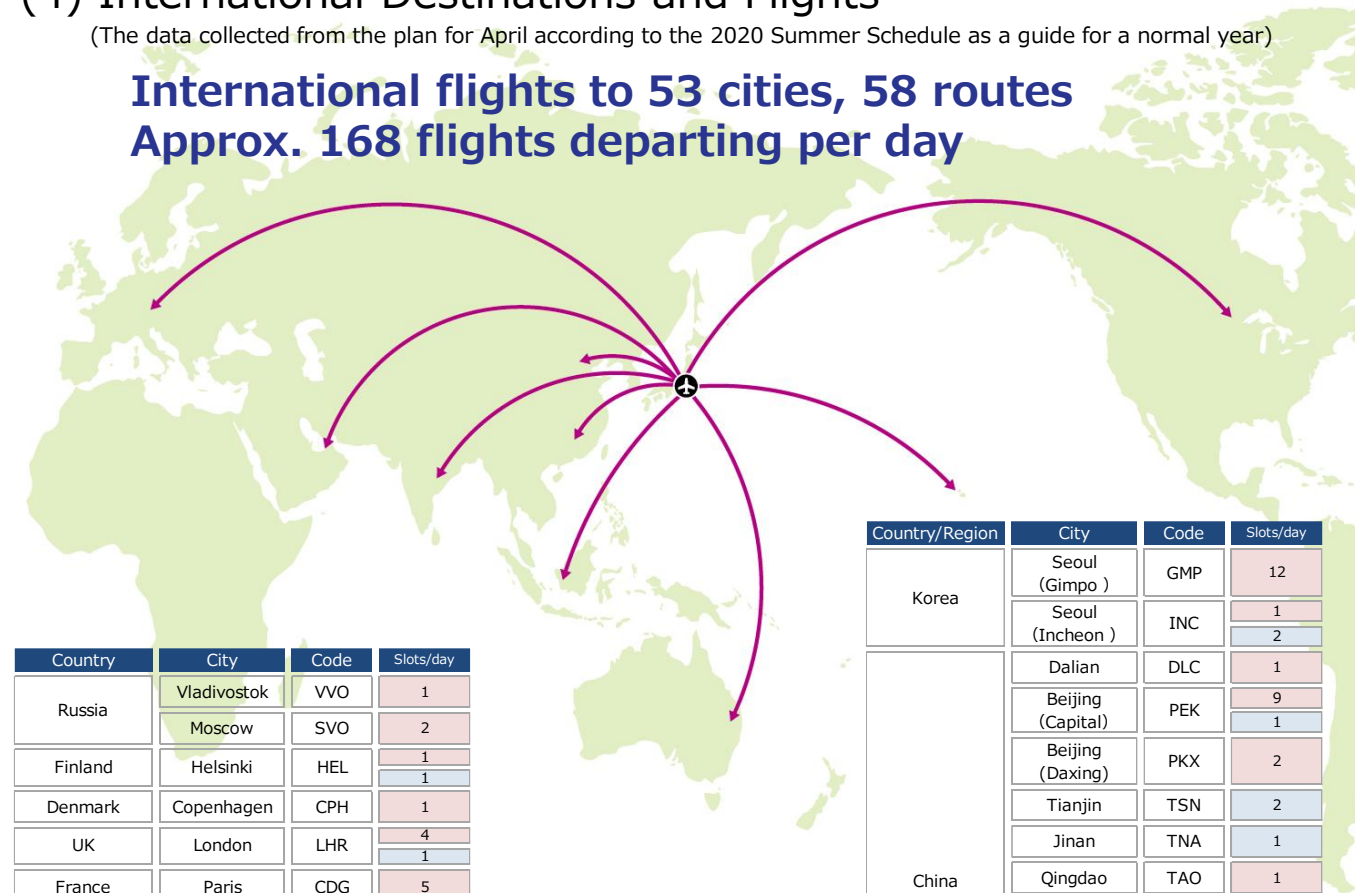 (4) International Destinations and Flights
(The data collected from the plan for April according to the 2020 Summer Schedule as a guide for a normal year)
International flights to 53 cities, 58 routes
Approx. 168 flights departing per day
Country/Region City Code Slots/day
Korea
Seoul (Gimpo ) GMP 12
Seoul (Incheon ) INC 1 2
China
Dalian DLC 1
Beijing (Capital) PEK 9 1
Beijing (Daxing) PKX 2
Tianjin TSN 2
Jinan TNA 1
Qingdao TAO 1
Country City Code Slots/day
Russia
Vladivostok VVO 1
Moscow SVO 2
Finland Helsinki HEL 1 1
Denmark Copenhagen CPH 1
UK London LHR 4 1
France Paris CDG 5